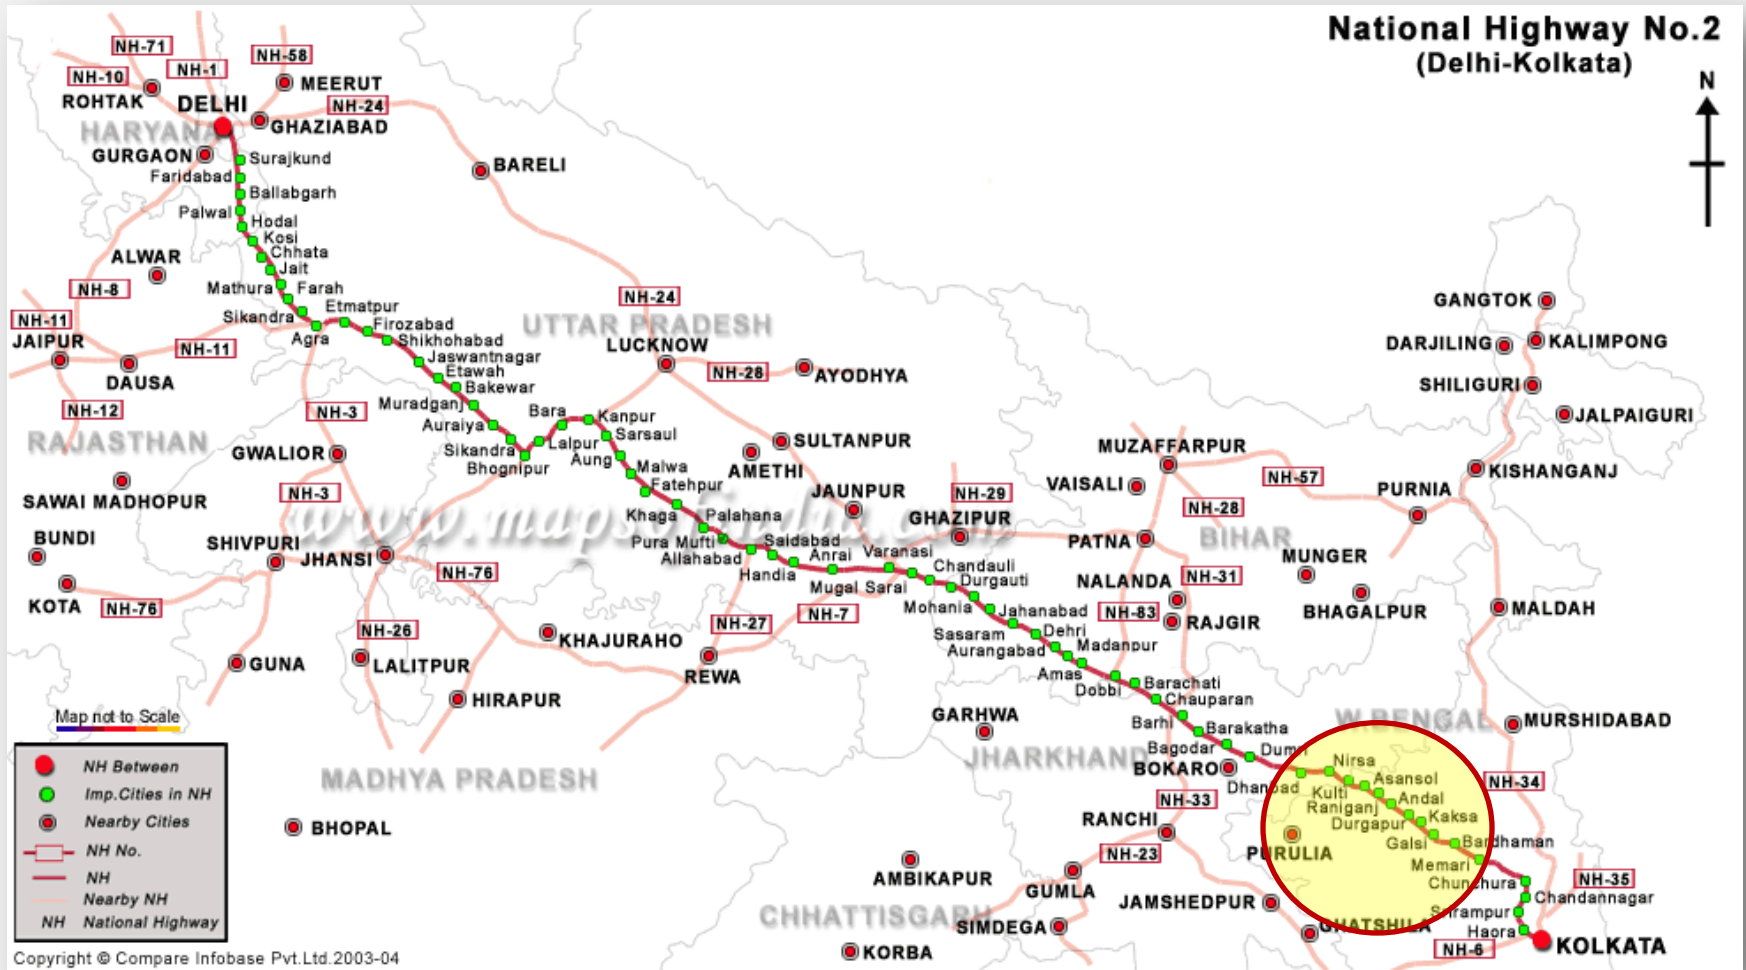 National Highway No.2
(Delhi-Kolkata)
N
NH-71
NH-1
NH-58
NH-10
ROHTAK
DELHI
MEERUT
NH-24
HARYANA
GHAZIABAD
GURGAON
Surajkund
Faridabad
Ballabgarh
BARELI
Palwal
Hodal
Kosi
Chhata
ALWAR
Jait
Mathura
Farah
NH-8
NH-24
GANGTOK
Etmatpur
Sikandra
Firozabad
NH-11
UTTAR PRADESH
JAIPUR
Agra
Shikhohabad
LUCKNOW
DARJILING
KALIMPONG
NH-11
Jaswantnagar
Etawah
NH-28
AYODHYA
DAUSA
Bakewar
SHILIGURI
NH-12
NH-3
Muradganj
Bara
Kanpur
JALPAIGURI
Auraiya
Sarsaul
RAJASTHAN
Lalpur
SULTANPUR
MUZAFFARPUR
GWALIOR
Sikandra
Aung
Bhognipur
Malwa
AMETHI
KISHANGANJ
NH-57
VAISALI
Fatehpur
JAUNPUR
NH-29
PURNIA
NH-3
SAWAI MADHOPUR
Khaga
Palahana
GHAZIPUR
NH-28
www.mapsofindia.com
BUNDI
SHIVPURI
JHANSI
Pura Mufti
Saidabad
PATNA
BIHAR
Allahabad
Anrai
Varanasi
MUNGER
NH-76
Handia
Chandauli
NH-31
Mugal Sarai
Durgauti
NALANDA
KOTA
NH-76
NH-7
Mohania
Jahanabad
NH-83
BHAGALPUR
MALDAH
NH-26
NH-27
RAJGIR
KHAJURAHO
Sasaram
Dehri
Aurangabad
Madanpur
GUNA
LALITPUR
REWA
Amas
Dobbi
Barachati
HIRAPUR
Chauparan
Map not to Scale
GARHWA
Barhi
Barakatha
W.BENGAL
MURSHIDABAD
Bagodar
Dumri
JHARKHAND
BOKARO
Nirsa
NH Between
MADHYA PRADESH
Dhanbad
Asansol
NH-34
Imp.Cities in NH
Kulti
Andal
NH-33
Raniganj
Kaksa
Nearby Cities
BHOPAL
RANCHI
Durgapur
Galsi
Bardhaman
NH No.
NH-23
PURULIA
Memari
AMBIKAPUR
NH
GUMLA
Chunchura
NH-35
Nearby NH
JAMSHEDPUR
Chandannagar
CHHATTISGARH
Srirampur
NH National Highway
SIMDEGA
GHATSHILA
Haora
KORBA
NH-6
KOLKATA
Copyright © Compare Infobase Pvt.Ltd.2003-04